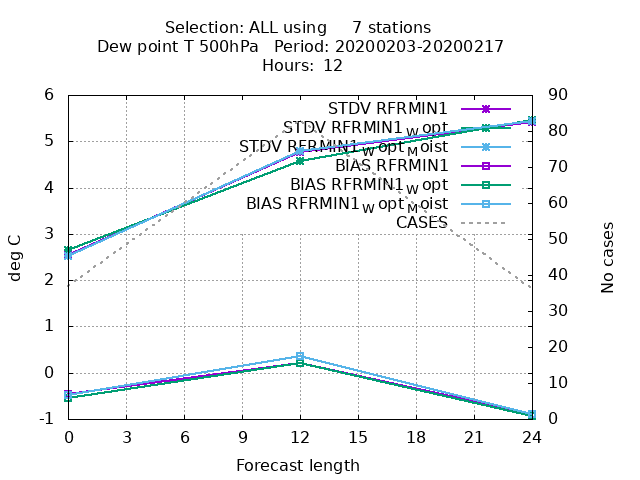 Selection: ALL using     7 stations
Dew point T 500hPa   Period: 20200203-20200217
Hours:  12
STDV RFRMIN1
STDV RFRMIN1_W opt
STDV RFRMIN1_W opt_M oist
BIAS RFRMIN1
BIAS RFRMIN1_W opt
BIAS RFRMIN1_W opt_M oist
CASES
6
5
4
3
2
1
0
-1
deg C
90
80
70
60
50
40
30
20
10
0
No cases
0 3 6 9 12 15 18 21 24
Forecast length